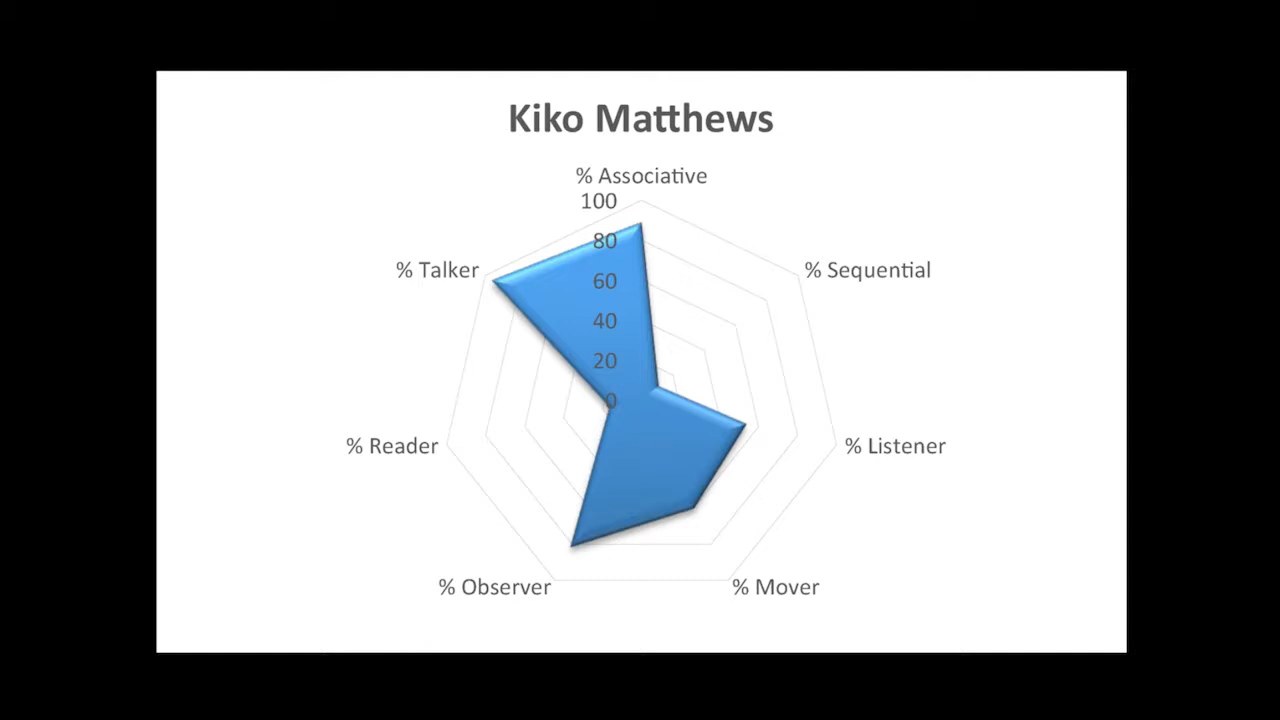 Kiko Matthews
% Associative
100
80
60
40
20
0
% Talker
% Sequential
% Reader
% Listener
% Observer
% Mover